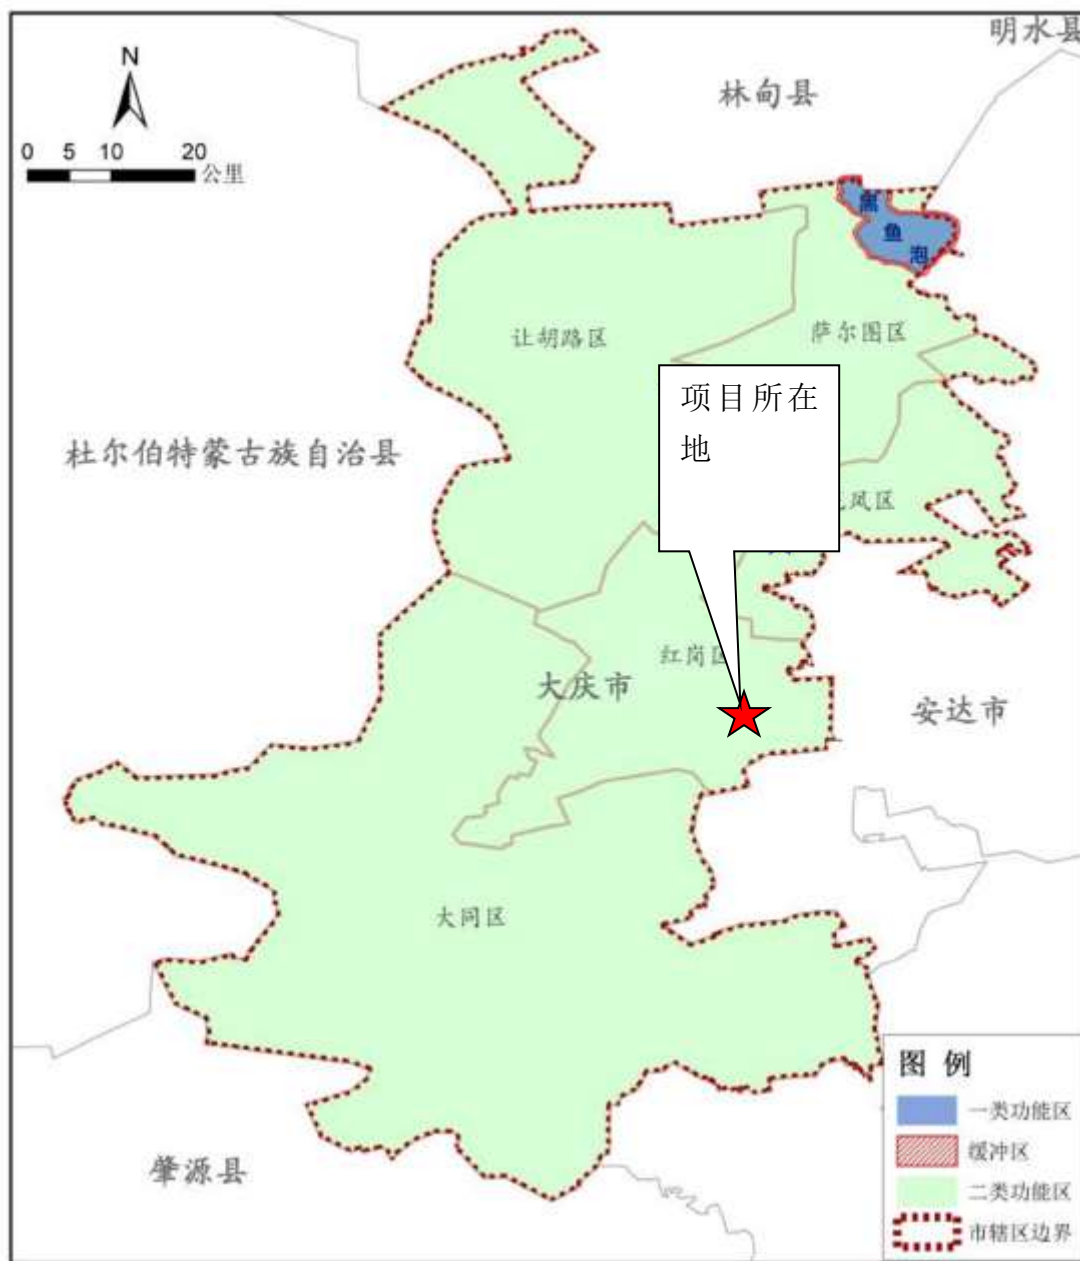 明水县
N
林甸县
0 5 10 20
公里
黑
鱼
泡
让胡路区
萨尔图区
项目所在
地
杜尔伯特蒙古族自治县
凤区
红岗区
大庆市
安达市
大同区
图 例
一类功能区
缓冲区
二类功能区
市辖区边界
肇源县